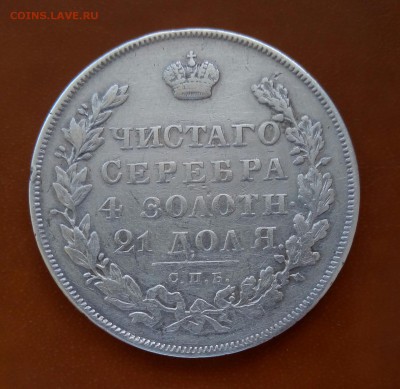 COINS.LAVE.RU
ЧИСТАГО
СЕРЕБРА
4 ЗОЛОТН.
21 ДОЛЯ.
С.П.Б.